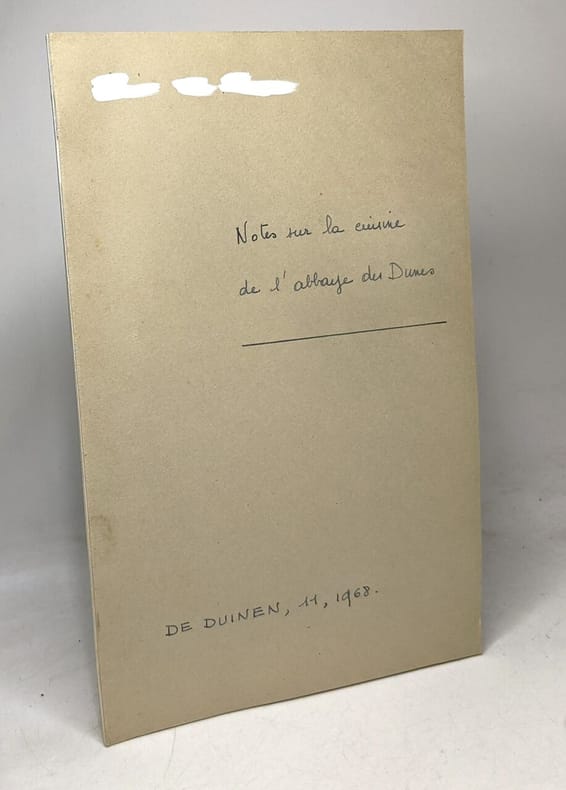 Notes sur la cuisine
de l'abbaye des Dunes
DE DUINEN, 11, 1968.